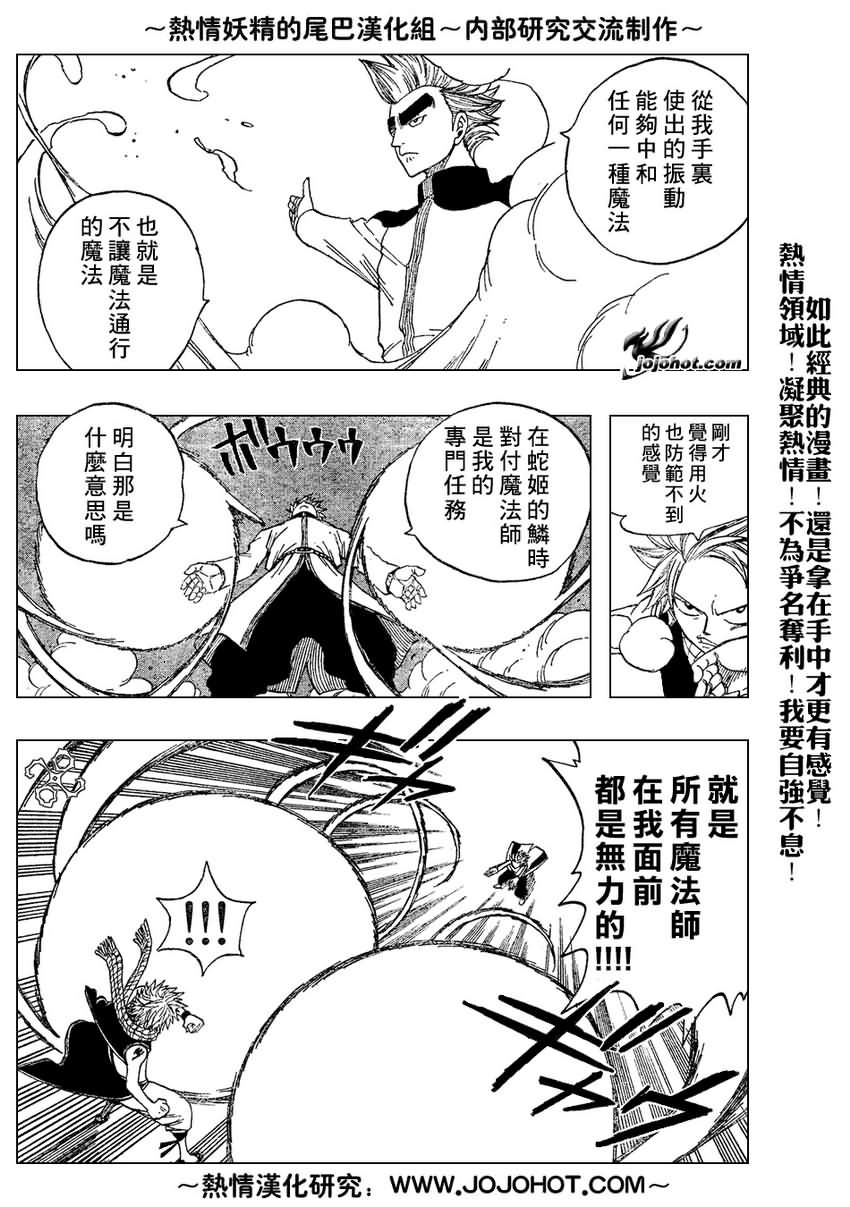 ～熱情妖精的尾巴漢化組～内部研究交流制作～
從我手裏
使出的振動
能夠中和
任何一種魔法
也就是
不讓魔法通行
的魔法
jojohot.com
剛才
覺得用火
也防範不到
的感覺
在蛇姬的鱗時
對付魔法師
是我的
專門任務
ボゥゥゥ
明白那是
什麼意思嗎
就是
所有魔法師
在我面前
都是無力的!!!!
!!!
如此經典的漫畫！還是拿在手中才更有感覺！
熱情領域！凝聚熱情！不為爭名奪利！我要自強不息！
～熱情漢化研究：WWW.JOJOHOT.COM～